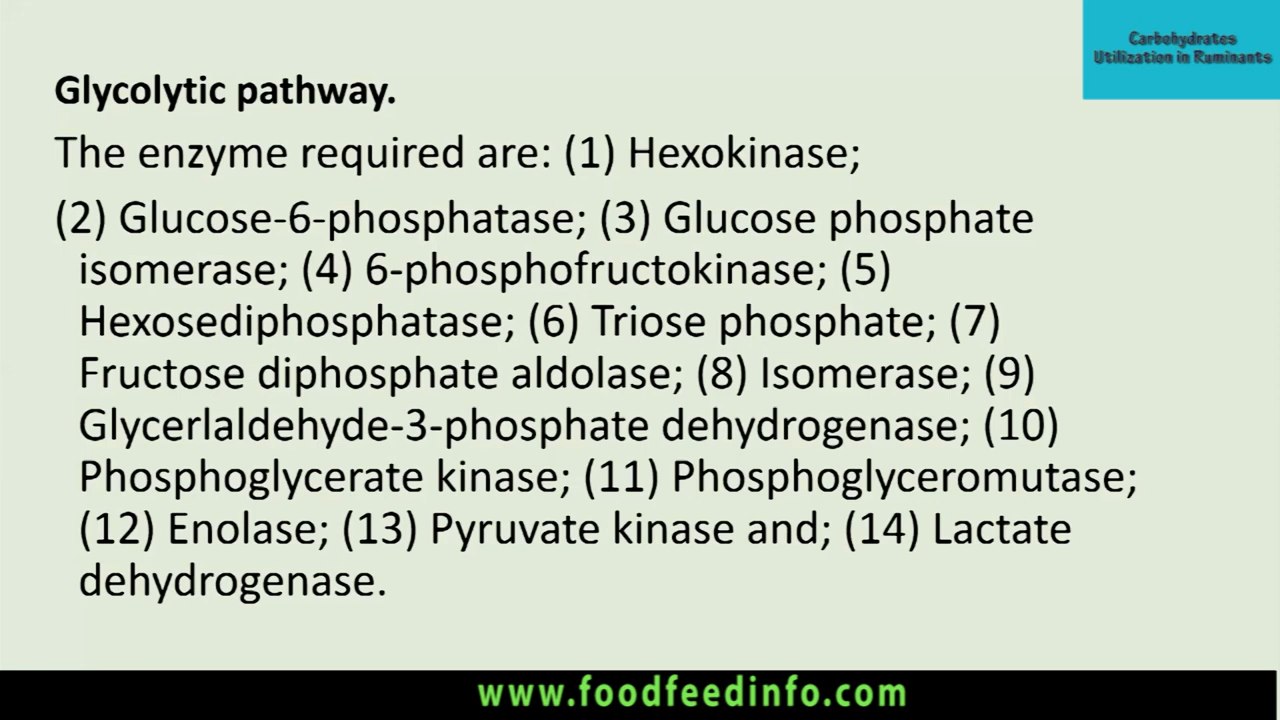 Carbohydrates
Utilization in Ruminants
Glycolytic pathway.
The enzyme required are: (1) Hexokinase;
(2) Glucose-6-phosphatase; (3) Glucose phosphate
isomerase; (4) 6-phosphofructokinase; (5)
Hexosediphosphatase; (6) Triose phosphate; (7)
Fructose diphosphate aldolase; (8) Isomerase; (9)
Glycerlaldehyde-3-phosphate dehydrogenase; (10)
Phosphoglycerate kinase; (11) Phosphoglyceromutase;
(12) Enolase; (13) Pyruvate kinase and; (14) Lactate
dehydrogenase.
www.foodfeedinfo.com